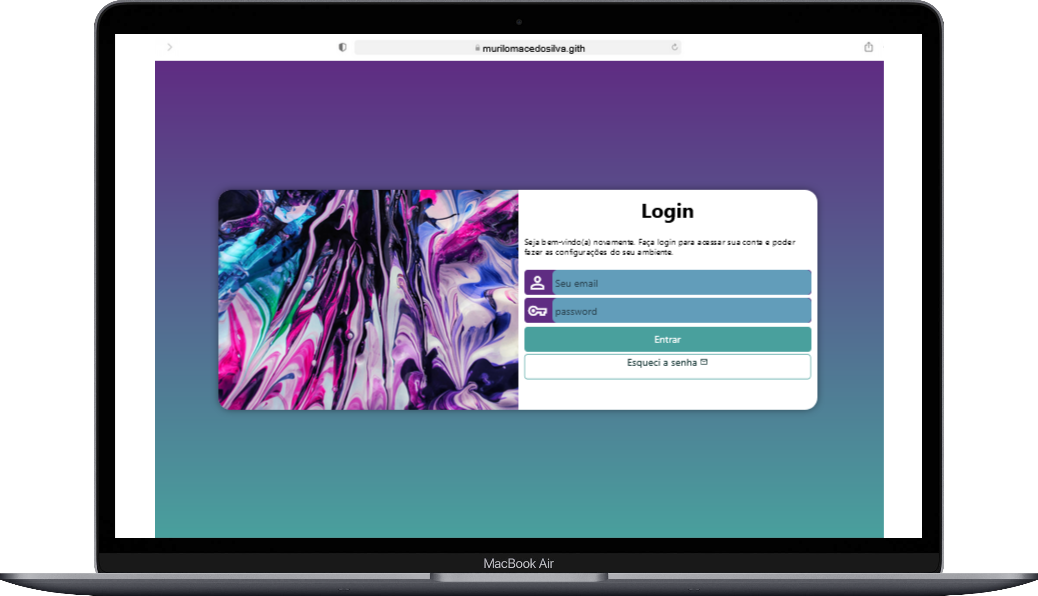 murilomacedosilva.gith
Login
Seja bem-vindo(a) novamente. Faça login para acessar sua conta e poder
fazer as configurações do seu ambiente.
Seu email
password
Entrar
Esqueci a senha
MacBook Air